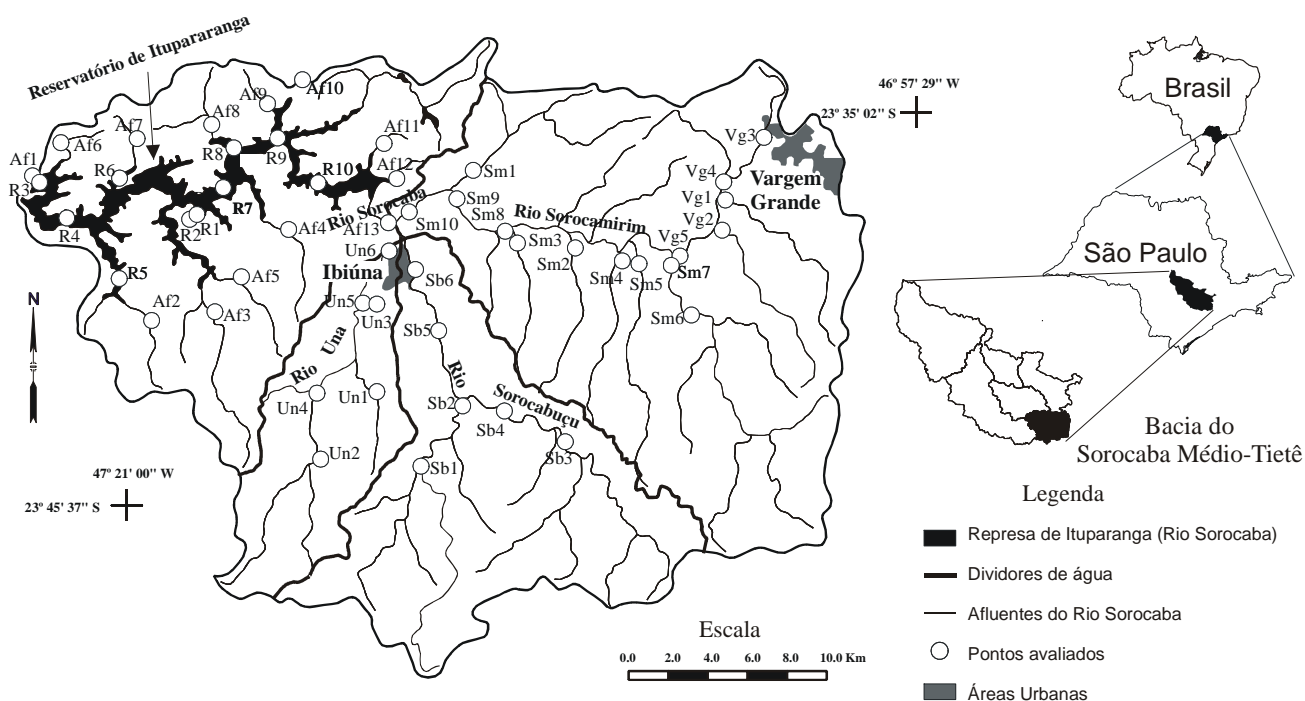 Reservatório de Itupararanga
Af10
Af9
Af8
Af7
Af6
Af1
R3
R6
R8
R9
R10
Af11
Af12
R4
R7
R2
R1
Af4
R5
Af5
Af2
Af3
Rio Sorocaba
Af13
Sm10
Sm1
Sm9
Sm8
Rio Sorocamirim
Sm3
Sm2
Sm4
Sm5
Sm7
Sm6
Vg3
Vg4
Vg1
Vg2
Vg5
Vargem
Grande
Un6
Ibiúna
Sb6
Un5
Un3
Sb5
Rio Una
Un4
Un1
Un2
Rio Sorocabuçu
Sb2
Sb4
Sb3
Sb1
N
47º 21' 00" W
23º 45' 37" S
46º 57' 29" W
23º 35' 02" S
Brasil
São Paulo
Bacia do
Sorocaba Médio-Tietê
Legenda
Represa de Ituparanga (Rio Sorocaba)
Dividores de água
Afluentes do Rio Sorocaba
Pontos avaliados
Áreas Urbanas
Escala
0.0 2.0 4.0 6.0 8.0 10.0 Km